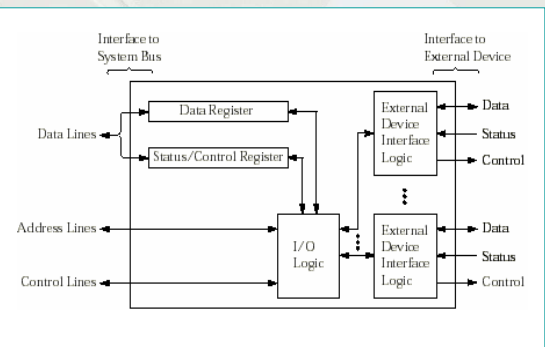 Interface to
System Bus
Interface to
External Device
Data Register
Data Lines
Status/Control Register
External
Device
Interface
Logic
Data
Status
Control
Address Lines
I/O
Logic
Control Lines
External
Device
Interface
Logic
Data
Status
Control